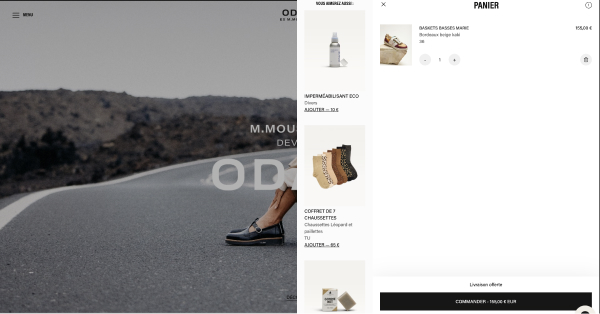 MENU
OD
M.MOU
DEV
OD
VOUS AIMEREZ AUSSI :
IMPERMÉABILISANT ECO
Divers
AJOUTER — 10 €
COFFRET DE 7
CHAUSSETTES
Chaussettes Léopard et
paillettes
TU
AJOUTER — 65 €
PANIER
BASKETS BASSES MARIE
155,00 €
Bordeaux beige kaki
36
- 1 +
Livraison offerte
COMMANDER - 155,00 € EUR